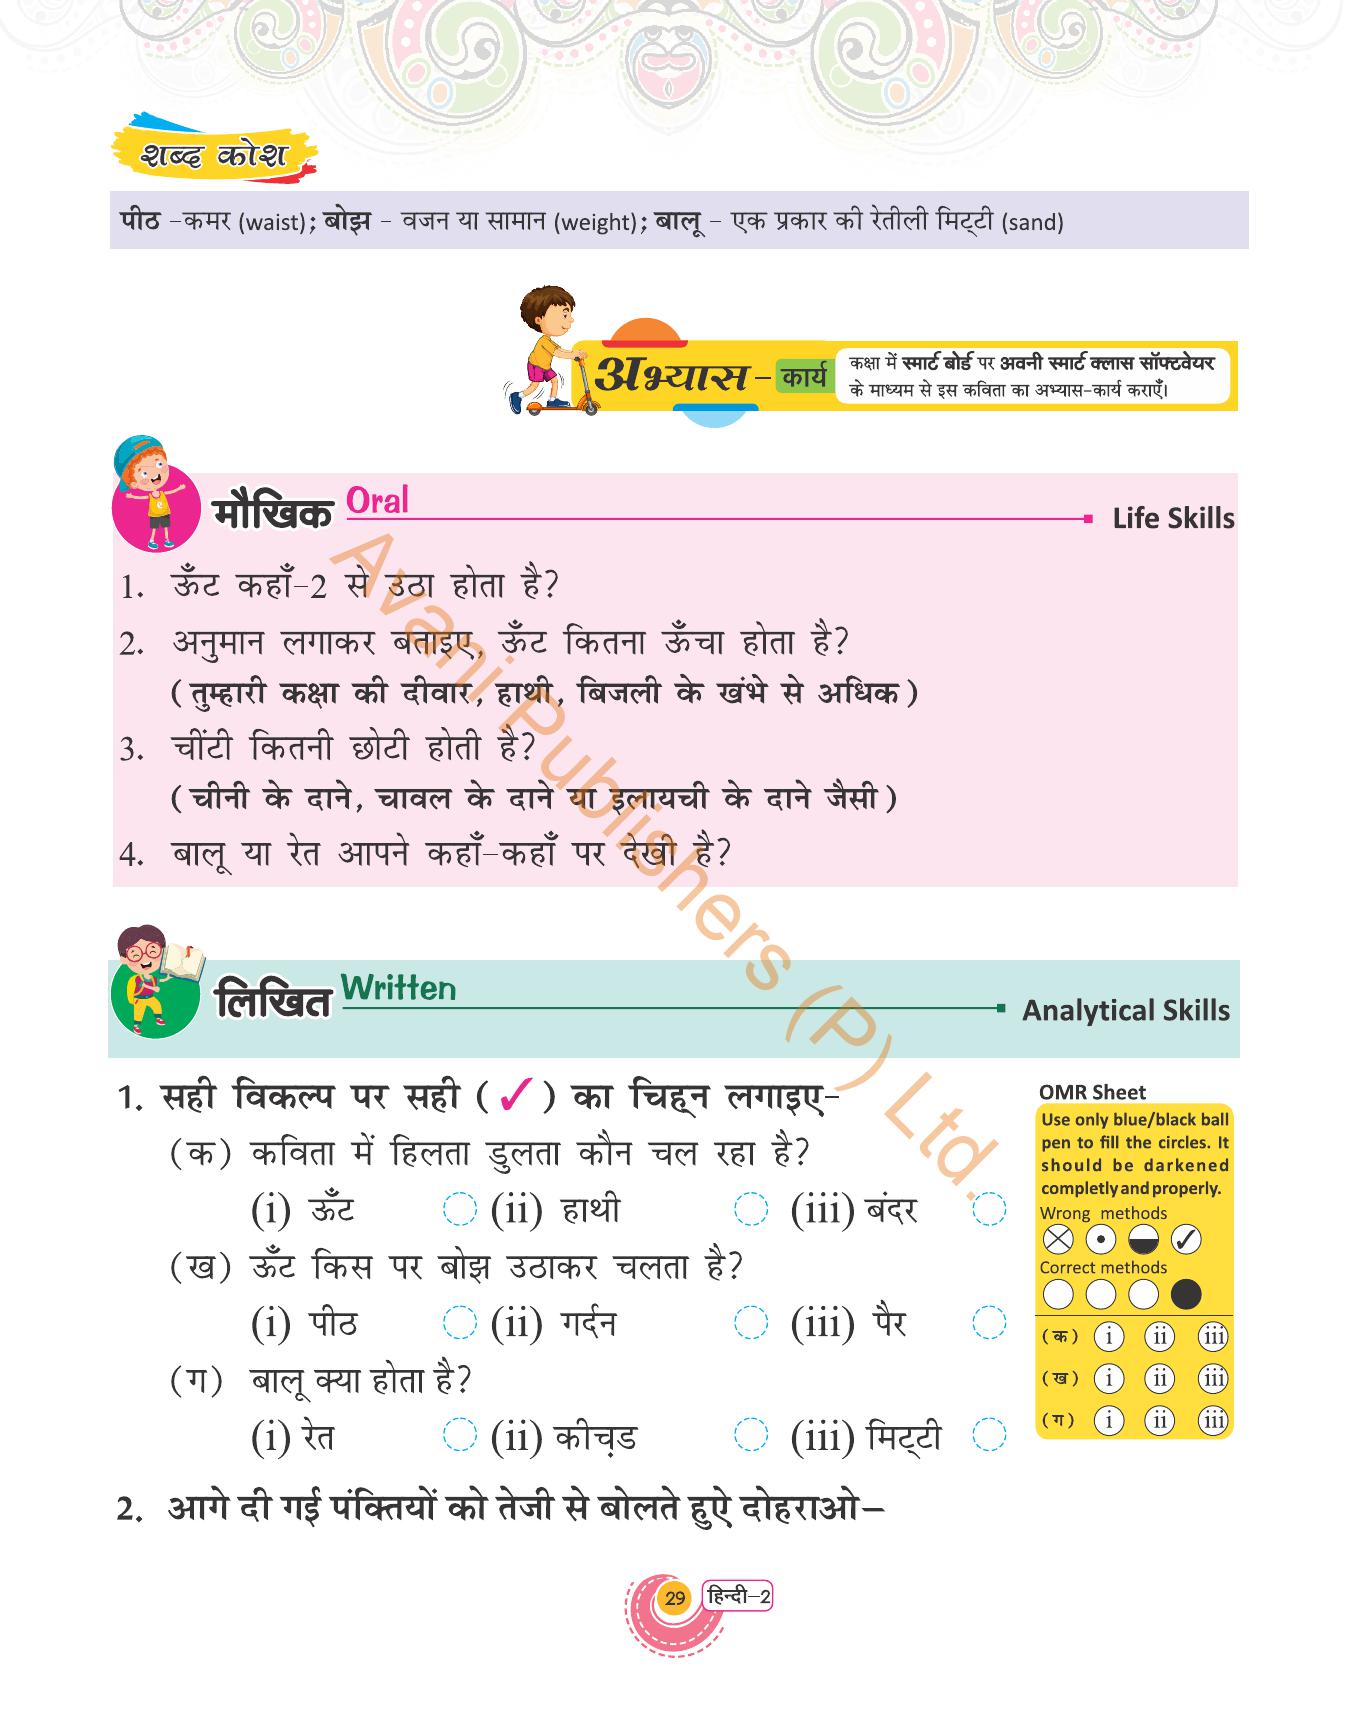 शब्द कोश
पीठ -कमर (waist); बोझ - वजन या सामान (weight); बालू - एक प्रकार की रेतीली मिट्टी (sand)
अभ्यास - कार्य
कक्षा में स्मार्ट बोर्ड पर अवनी स्मार्ट क्लास सॉफ्टवेयर
के माध्यम से इस कविता का अभ्यास-कार्य कराएँ।
मौखिक Oral Life Skills
1. ऊँट कहाँ-2 से उठा होता है?
2. अनुमान लगाकर बताइए, ऊँट कितना ऊँचा होता है?
(तुम्हारी कक्षा की दीवार, हाथी, बिजली के खंभे से अधिक)
3. चींटी कितनी छोटी होती है?
(चीनी के दाने, चावल के दाने या इलायची के दाने जैसी)
4. बालू या रेत आपने कहाँ-कहाँ पर देखी है?
लिखित Written Analytical Skills
1. सही विकल्प पर सही (✓) का चिह्न लगाइए-
(क) कविता में हिलता डुलता कौन चल रहा है?
(i) ऊँट (ii) हाथी (iii) बंदर
(ख) ऊँट किस पर बोझ उठाकर चलता है?
(i) पीठ (ii) गर्दन (iii) पैर
(ग) बालू क्या होता है?
(i) रेत (ii) कीच़ड (iii) मिट्टी
2. आगे दी गई पंक्तियों को तेजी से बोलते हुऐ दोहराओ-
OMR Sheet
Use only blue/black ball
pen to fill the circles. It
should be darkened
completly and properly.
Wrong methods
Correct methods
(क) i ii iii
(ख) i ii iii
(ग) i ii iii
29 हिन्दी-2
Avani Publishers (P) Ltd.